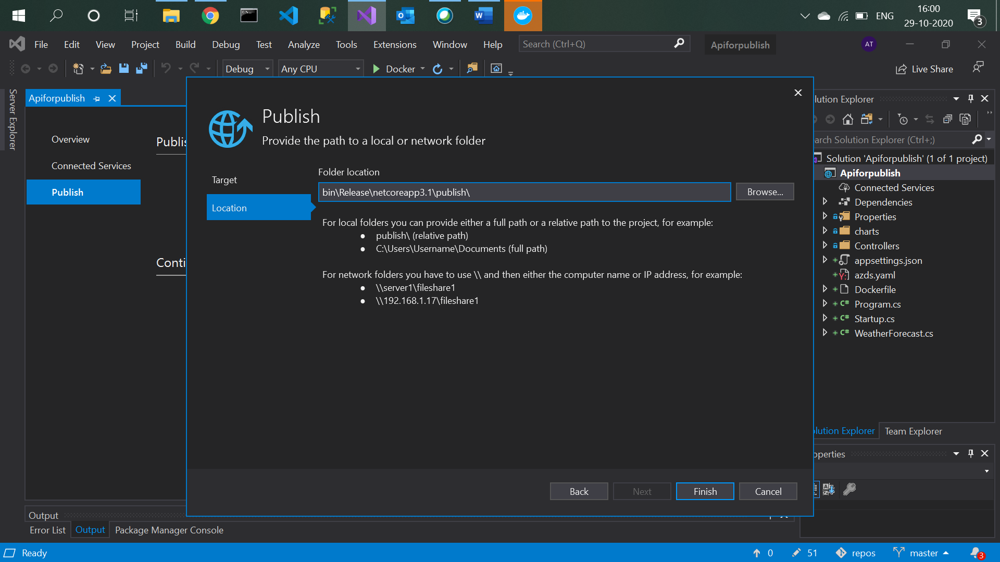 ENG
16:00
29-10-2020
3
File Edit View Project Build Debug Test Analyze Tools Extensions Window Help
Search (Ctrl+Q)
Apiforpublish
AT
Debug
Any CPU
Docker
Live Share
Server Explorer
Apiforpublish
Overview
Connected Services
Publish
Publis
Conti
Publish
Provide the path to a local or network folder
Target
Location
Folder location
bin\Release\netcoreapp3.1\publish\
Browse...
For local folders you can provide either a full path or a relative path to the project, for example:
● publish\ (relative path)
● C:\Users\Username\Documents (full path)
For network folders you have to use \\ and then either the computer name or IP address, for example:
● \\server1\fileshare1
● \\192.168.1.17\fileshare1
Back
Next
Finish
Cancel
lution Explorer
arch Solution Explorer (Ctrl+;)
Solution 'Apiforpublish' (1 of 1 project)
Apiforpublish
Connected Services
Dependencies
Properties
charts
Controllers
appsettings.json
azds.yaml
Dockerfile
C# Program.cs
C# Startup.cs
C# WeatherForecast.cs
lution Explorer
Team Explorer
operties
Output
Error List
Output
Package Manager Console
Ready
0
51
repos
master
3